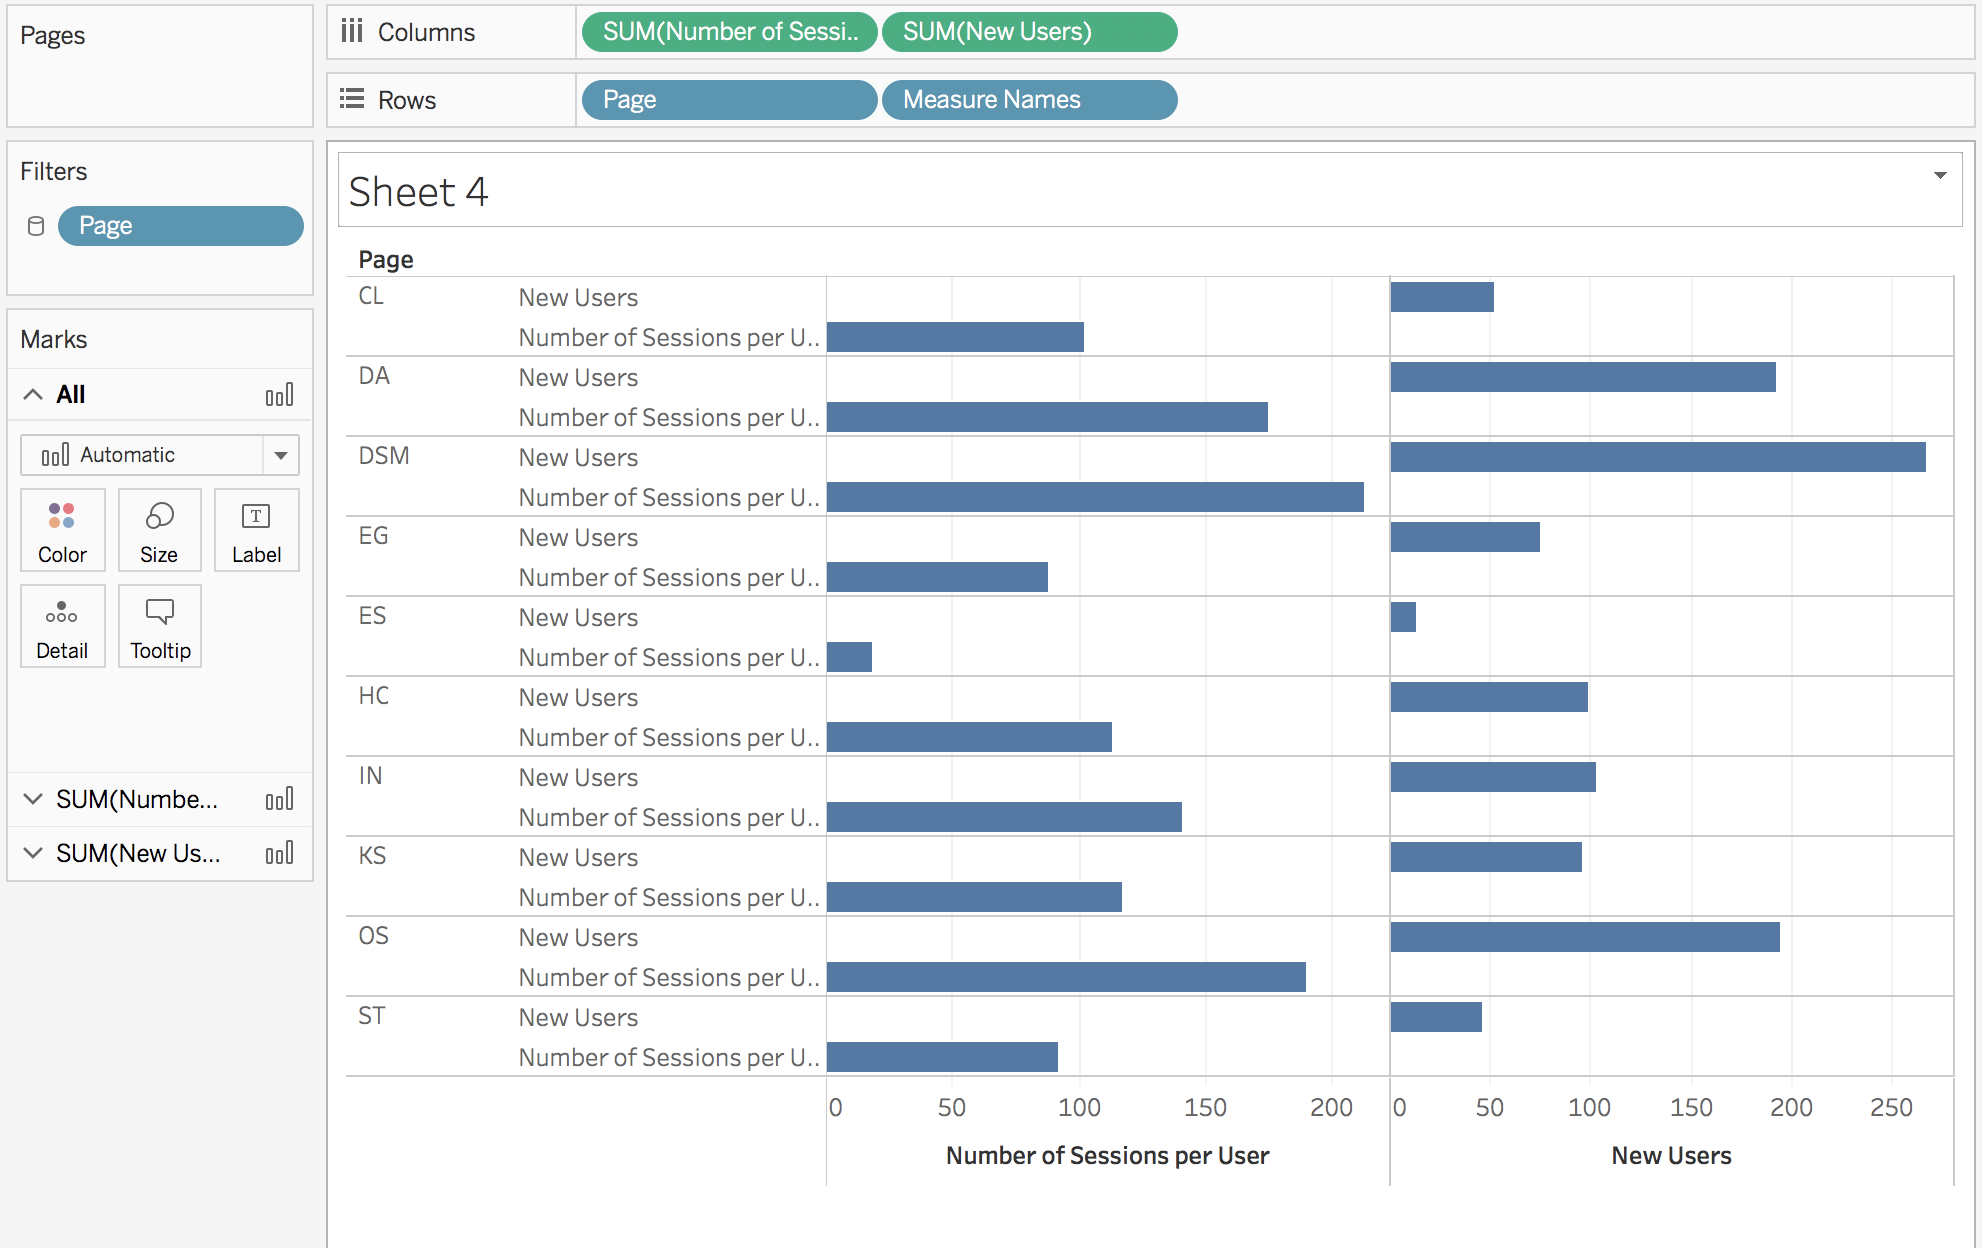 Pages
Columns SUM(Number of Sessi.. SUM(New Users)
Rows Page Measure Names
Filters
Page
Marks
All
Automatic
Color Size Label
Detail Tooltip
SUM(Numbe...
SUM(New Us...
Sheet 4
Page
CL New Users
Number of Sessions per U..
DA New Users
Number of Sessions per U..
DSM New Users
Number of Sessions per U..
EG New Users
Number of Sessions per U..
ES New Users
Number of Sessions per U..
HC New Users
Number of Sessions per U..
IN New Users
Number of Sessions per U..
KS New Users
Number of Sessions per U..
OS New Users
Number of Sessions per U..
ST New Users
Number of Sessions per U..
0 50 100 150 200 0 50 100 150 200 250
Number of Sessions per User New Users